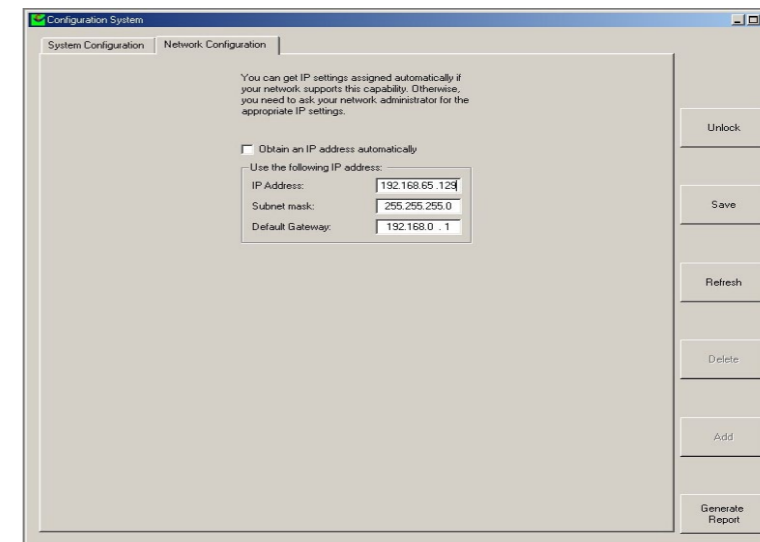 Configuration System
System Configuration Network Configuration
You can get IP settings assigned automatically if
your network supports this capability. Otherwise,
you need to ask your network administrator for the
appropriate IP settings.
Obtain an IP address automatically
Use the following IP address:
IP Address: 192.168.65 .129
Subnet mask: 255.255.255.0
Default Gateway: 192.168.0 . 1
Unlock
Save
Refresh
Delete
Add
Generate
Report